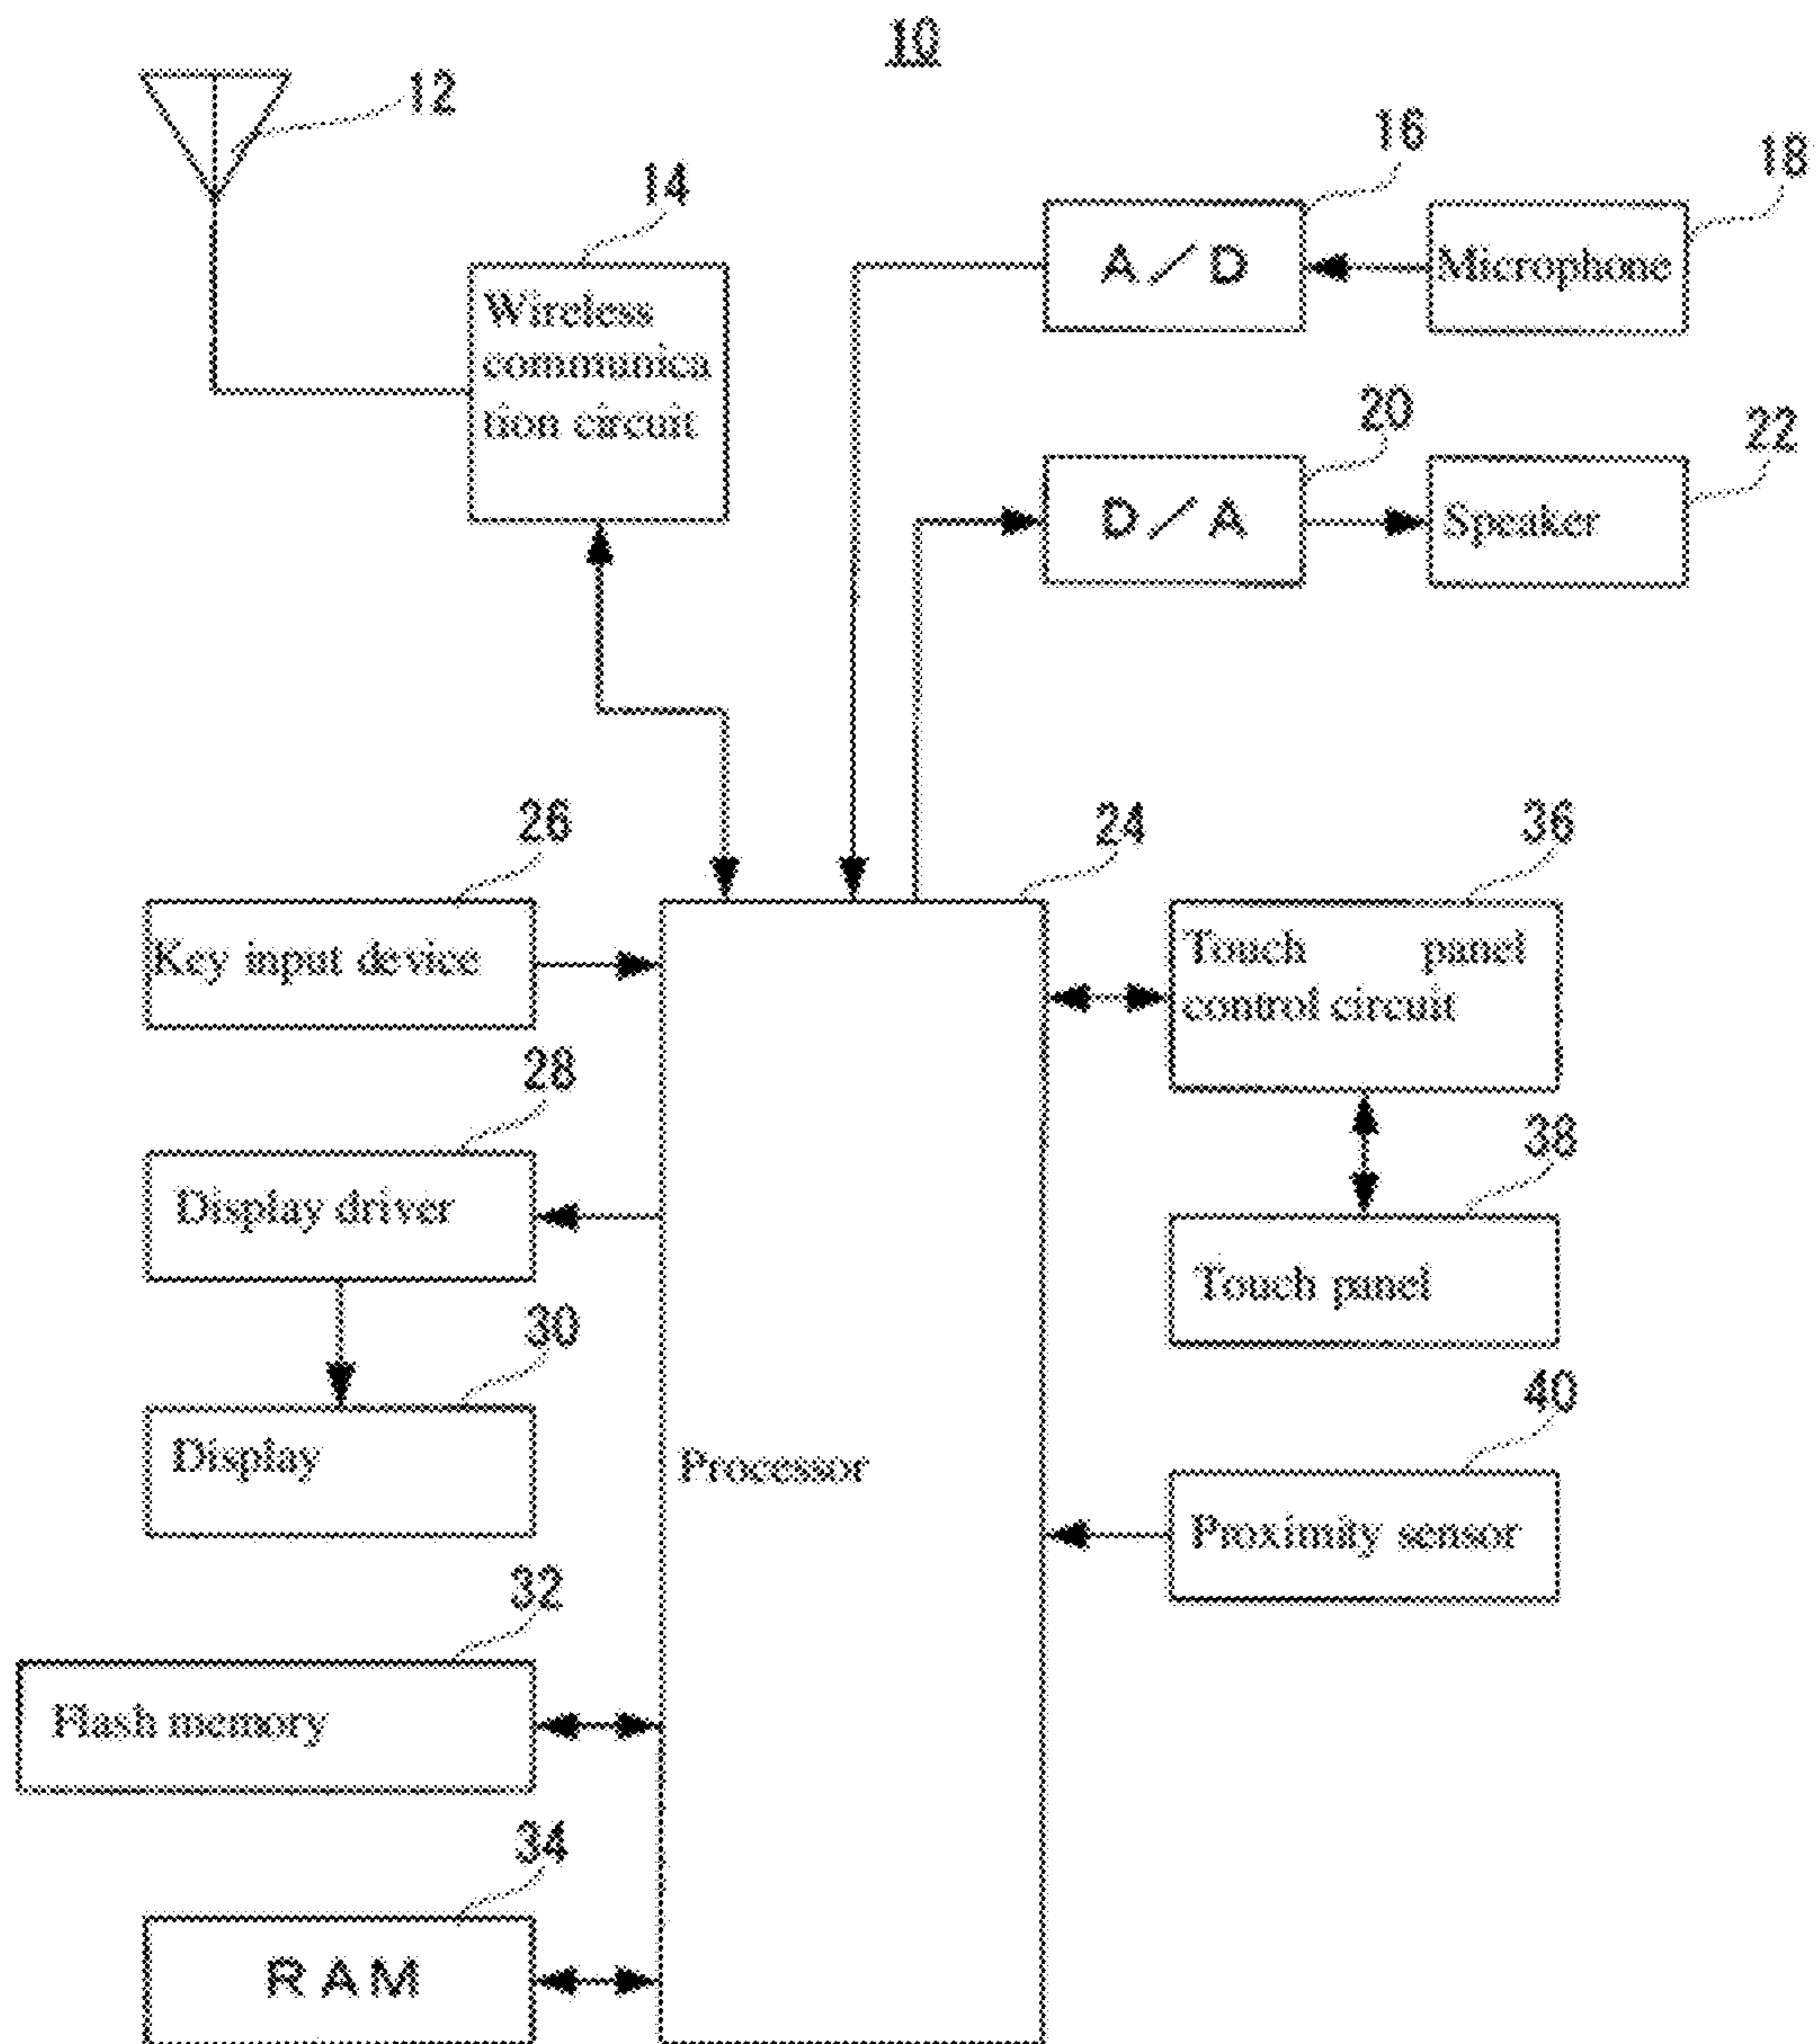 10
12
14
16
18
Wireless
communica
tion circuit
A/D
Microphone
20
22
D/A
Speaker
26
24
36
Key input device
Touch panel
control circuit
28
38
Display driver
Touch panel
30
40
Display
Processor
Proximity sensor
32
Flash memory
34
RAM